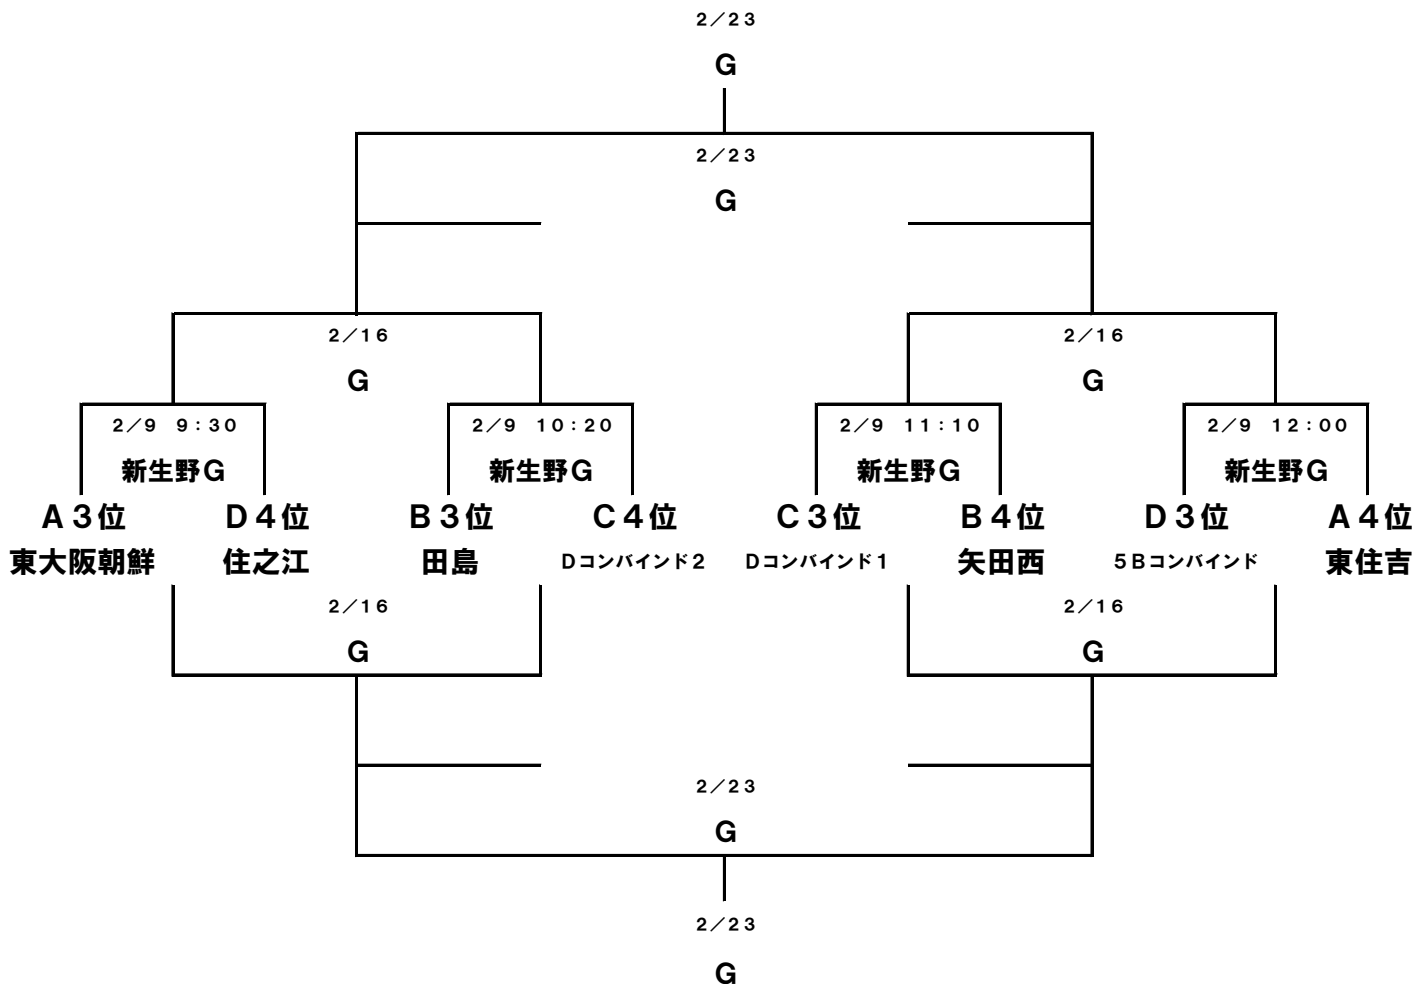 2/23
G
2/23
G
2/16 2/16
G G
2/9 9:30 2/9 10:20 2/9 11:10 2/9 12:00
新生野G 新生野G 新生野G 新生野G
A3位 D4位 B3位 C4位 C3位 B4位 D3位 A4位
東大阪朝鮮 住之江 田島 Dコンバインド2 Dコンバインド1 矢田西 5Bコンバインド 東住吉
2/16 2/16
G G
2/23
G
2/23
G